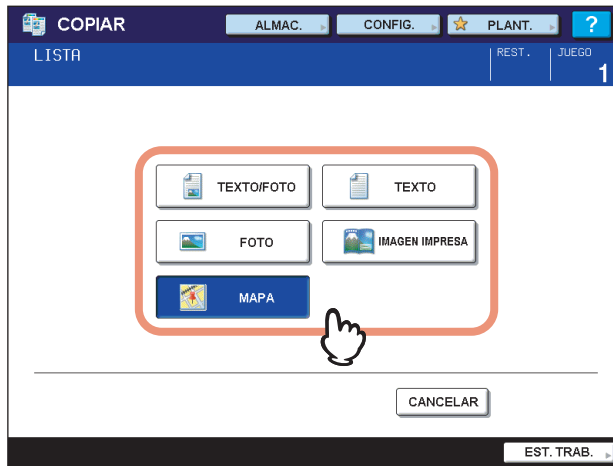 COPIAR
ALMAC. CONFIG. PLANT. ?
LISTA
REST. JUEGO
1
TEXTO/FOTO TEXTO
FOTO IMAGEN IMPRESA
MAPA
CANCELAR
EST. TRAB.